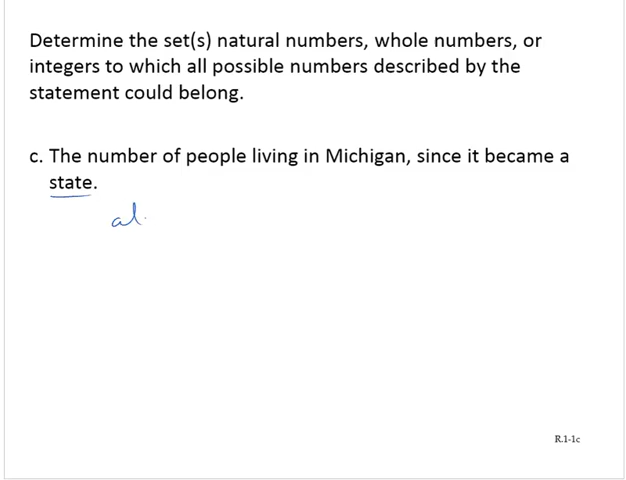 Determine the set(s) natural numbers, whole numbers, or
integers to which all possible numbers described by the
statement could belong.
c. The number of people living in Michigan, since it became a
state.
al
R.1-1c